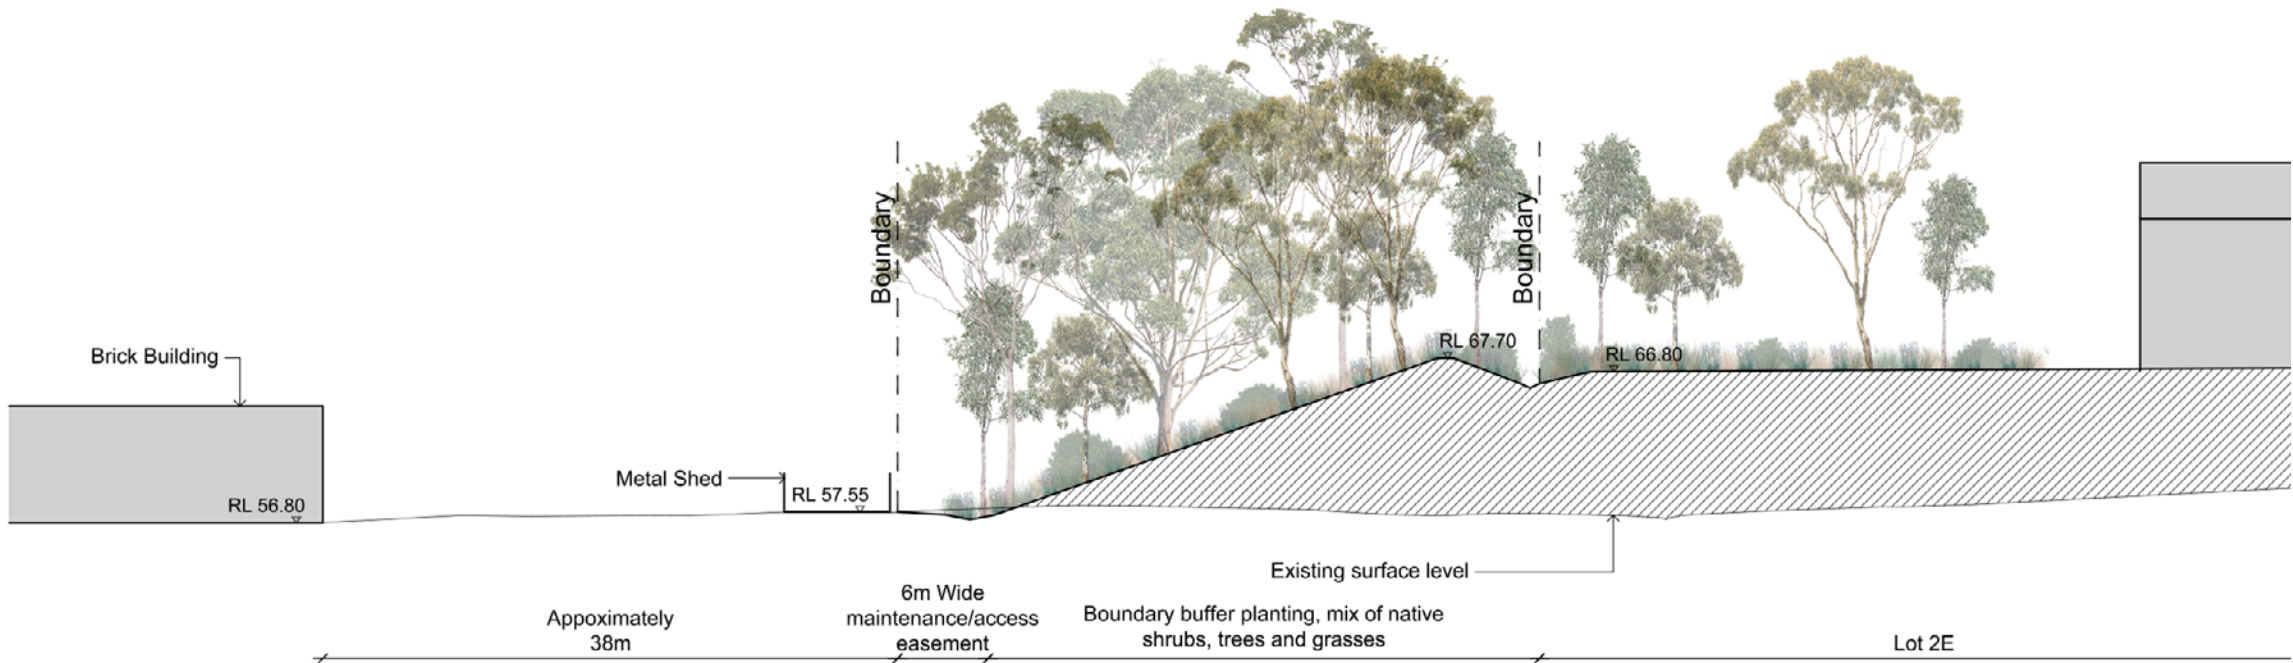 Boundary
Boundary
RL 67.70
RL 66.80
Brick Building
Metal Shed
RL 57.55
RL 56.80
Existing surface level
Appoximately
38m
6m Wide
maintenance/access
easement
Boundary buffer planting, mix of native
shrubs, trees and grasses
Lot 2E